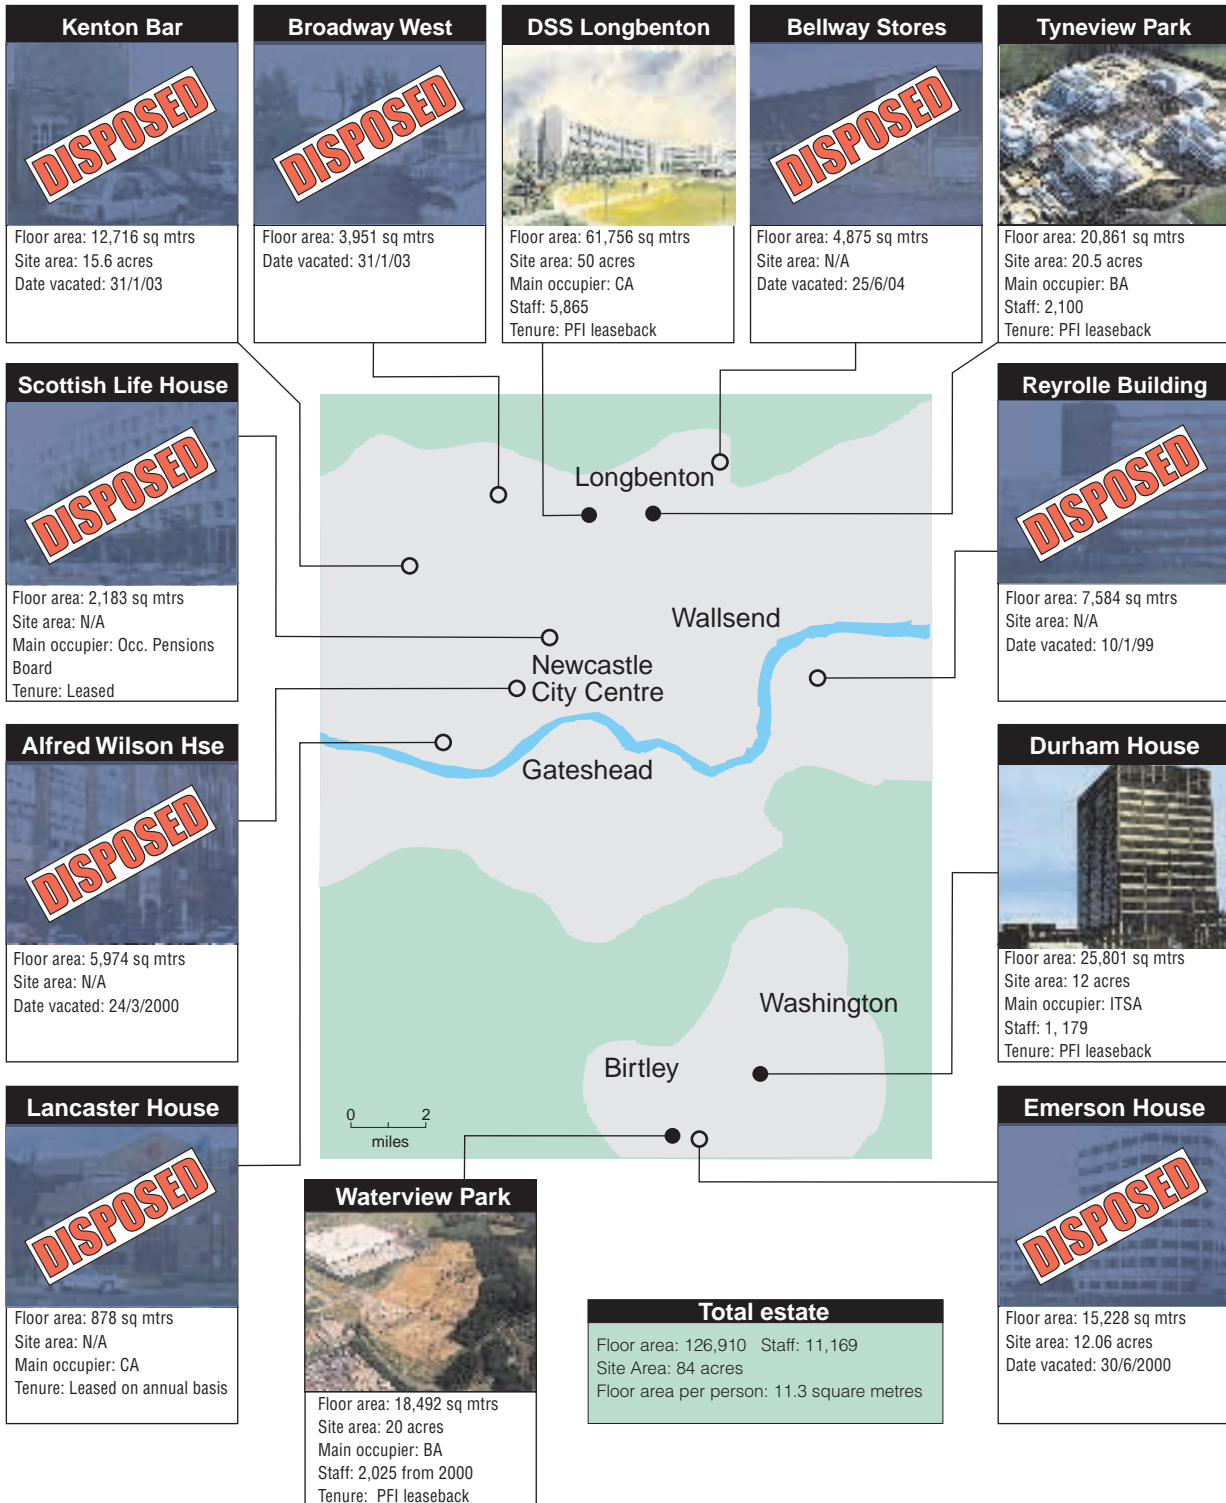 Kenton Bar
DISPOSED
Floor area: 12,716 sq mtrs
Site area: 15.6 acres
Date vacated: 31/1/03
Broadway West
DISPOSED
Floor area: 3,951 sq mtrs
Date vacated: 31/1/03
DSS Longbenton
Floor area: 61,756 sq mtrs
Site area: 50 acres
Main occupier: CA
Staff: 5,865
Tenure: PFI leaseback
Bellway Stores
DISPOSED
Floor area: 4,875 sq mtrs
Site area: N/A
Date vacated: 25/6/04
Tyneview Park
Floor area: 20,861 sq mtrs
Site area: 20.5 acres
Main occupier: BA
Staff: 2,100
Tenure: PFI leaseback
Scottish Life House
DISPOSED
Floor area: 2,183 sq mtrs
Site area: N/A
Main occupier: Occ. Pensions
Board
Tenure: Leased
Longbenton
Wallsend
Newcastle
City Centre
Gateshead
Washington
Birtley
0 2
miles
Reyrolle Building
DISPOSED
Floor area: 7,584 sq mtrs
Site area: N/A
Date vacated: 10/1/99
Alfred Wilson Hse
DISPOSED
Floor area: 5,974 sq mtrs
Site area: N/A
Date vacated: 24/3/2000
Durham House
Floor area: 25,801 sq mtrs
Site area: 12 acres
Main occupier: ITSA
Staff: 1, 179
Tenure: PFI leaseback
Lancaster House
DISPOSED
Floor area: 878 sq mtrs
Site area: N/A
Main occupier: CA
Tenure: Leased on annual basis
Waterview Park
Floor area: 18,492 sq mtrs
Site area: 20 acres
Main occupier: BA
Staff: 2,025 from 2000
Tenure: PFI leaseback
Total estate
Floor area: 126,910 Staff: 11,169
Site Area: 84 acres
Floor area per person: 11.3 square metres
Emerson House
DISPOSED
Floor area: 15,228 sq mtrs
Site area: 12.06 acres
Date vacated: 30/6/2000